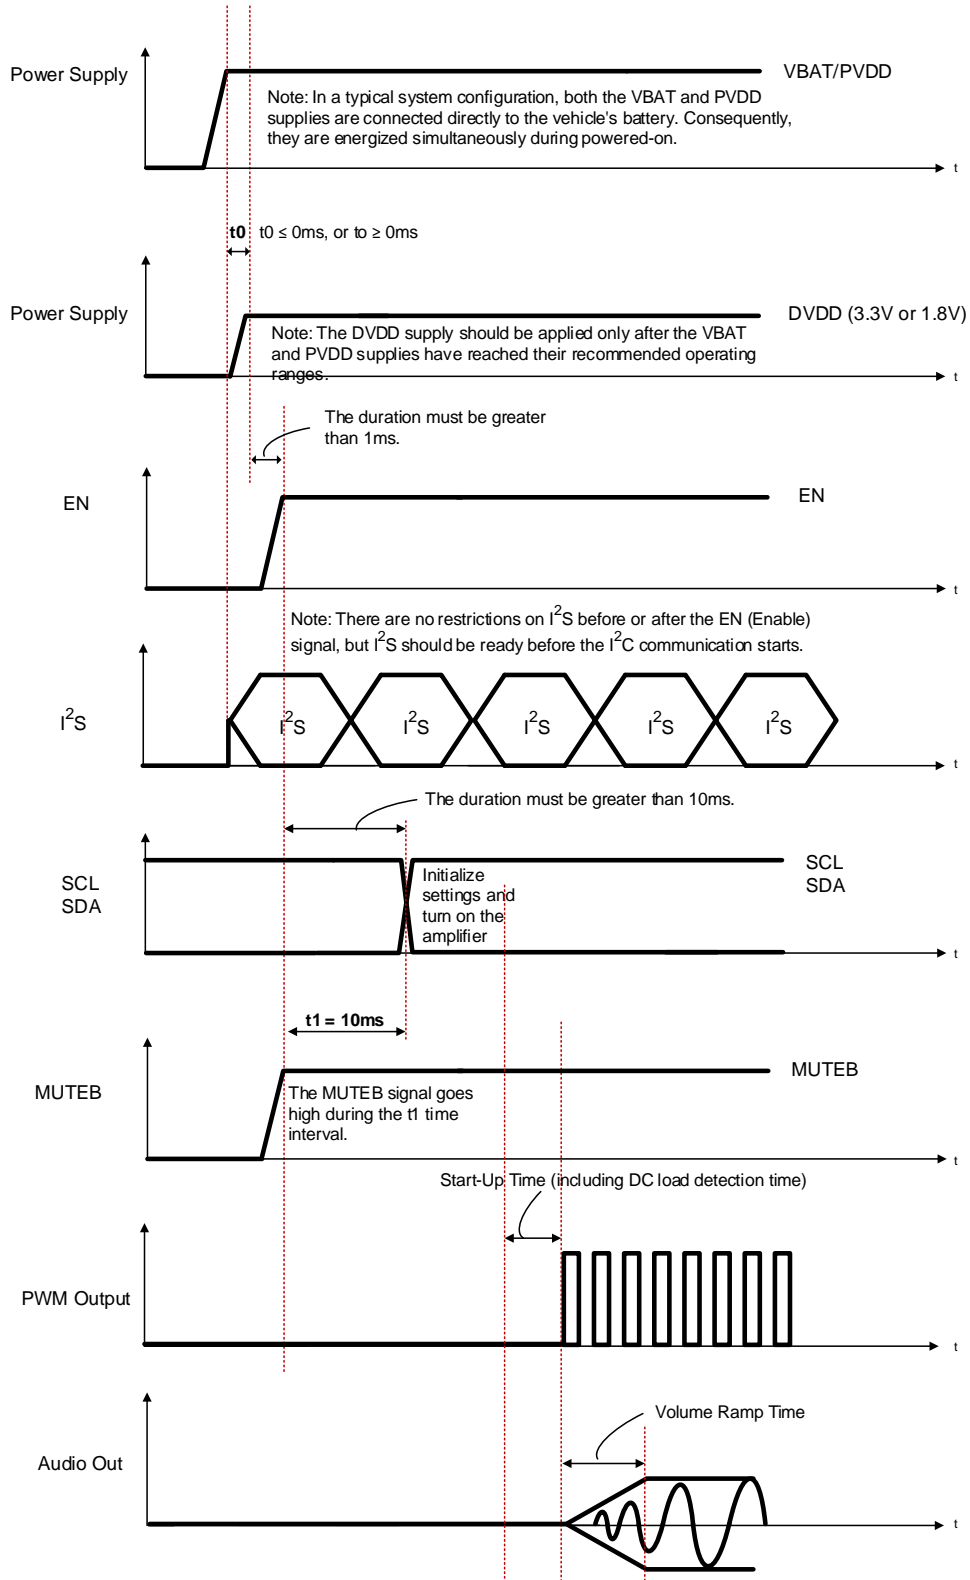 Power Supply
VBAT/PVDD
Note: In a typical system configuration, both the VBAT and PVDD
supplies are connected directly to the vehicle's battery. Consequently,
they are energized simultaneously during powered-on.
t
t0 t0 ≤ 0ms, or to ≥ 0ms
Power Supply
DVDD (3.3V or 1.8V)
Note: The DVDD supply should be applied only after the VBAT
and PVDD supplies have reached their recommended operating
ranges.
t
The duration must be greater
than 1ms.
EN
EN
t
Note: There are no restrictions on I²S before or after the EN (Enable)
signal, but I²S should be ready before the I²C communication starts.
I²S
I²S I²S I²S I²S I²S
t
The duration must be greater than 10ms.
SCL
SDA
Initialize
settings and
turn on the
amplifier
SCL
SDA
t
t1 = 10ms
MUTEB
MUTEB
The MUTEB signal goes
high during the t1 time
interval.
t
Start-Up Time (including DC load detection time)
PWM Output
t
Volume Ramp Time
Audio Out
t